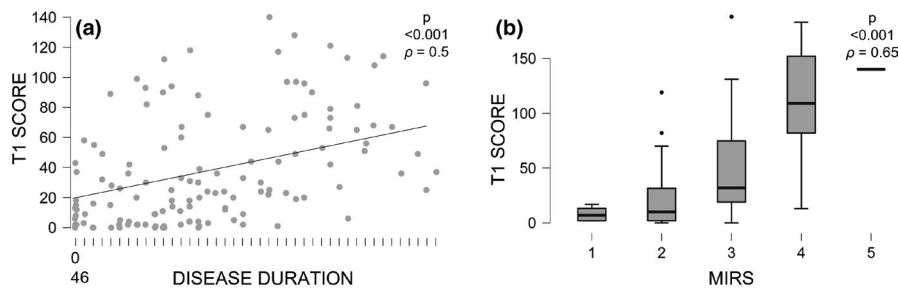 (a)
p
<0.001
ρ = 0.5
T1 SCORE
140
120
100
80
60
40
20
0
0
46
DISEASE DURATION
(b)
p
<0.001
ρ = 0.65
T1 SCORE
150
100
50
0
1 2 3 4 5
MIRS